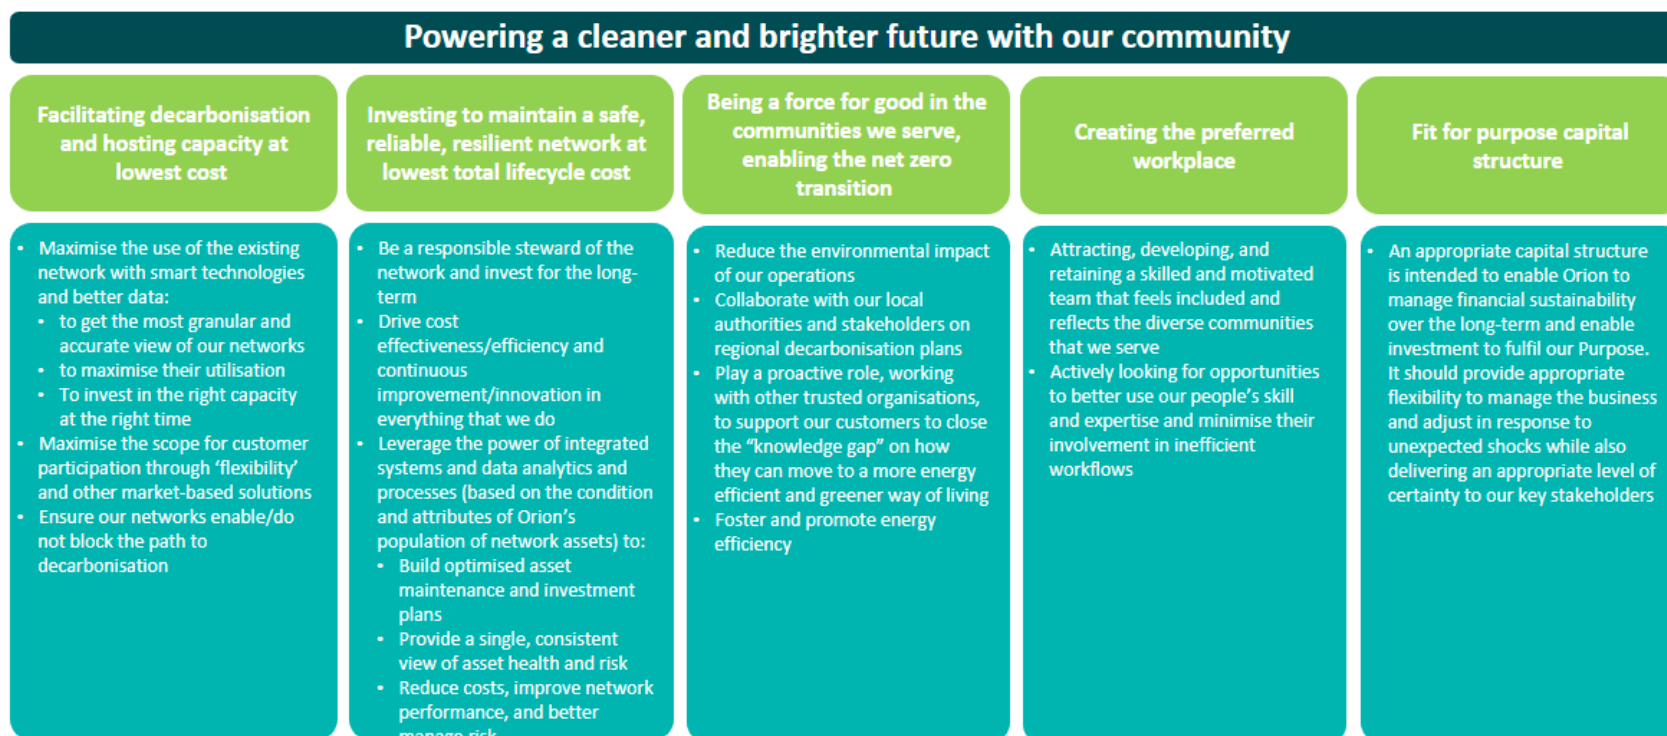 Powering a cleaner and brighter future with our community
Facilitating decarbonisation
and hosting capacity at
lowest cost
• Maximise the use of the existing
network with smart technologies
and better data:
• to get the most granular and
accurate view of our networks
• to maximise their utilisation
• To invest in the right capacity
at the right time
• Maximise the scope for customer
participation through ‘flexibility’
and other market-based solutions
• Ensure our networks enable/do
not block the path to
decarbonisation
Investing to maintain a safe,
reliable, resilient network at
lowest total lifecycle cost
• Be a responsible steward of the
network and invest for the long-
term
• Drive cost
effectiveness/efficiency and
continuous
improvement/innovation in
everything that we do
• Leverage the power of integrated
systems and data analytics and
processes (based on the condition
and attributes of Orion’s
population of network assets) to:
• Build optimised asset
maintenance and investment
plans
• Provide a single, consistent
view of asset health and risk
• Reduce costs, improve network
performance, and better
manage risk
Being a force for good in the
communities we serve,
enabling the net zero
transition
• Reduce the environmental impact
of our operations
• Collaborate with our local
authorities and stakeholders on
regional decarbonisation plans
• Play a proactive role, working
with other trusted organisations,
to support our customers to close
the “knowledge gap” on how
they can move to a more energy
efficient and greener way of living
• Foster and promote energy
efficiency
Creating the preferred
workplace
• Attracting, developing, and
retaining a skilled and motivated
team that feels included and
reflects the diverse communities
that we serve
• Actively looking for opportunities
to better use our people’s skill
and expertise and minimise their
involvement in inefficient
workflows
Fit for purpose capital
structure
• An appropriate capital structure
is intended to enable Orion to
manage financial sustainability
over the long-term and enable
investment to fulfil our Purpose.
It should provide appropriate
flexibility to manage the business
and adjust in response to
unexpected shocks while also
delivering an appropriate level of
certainty to our key stakeholders